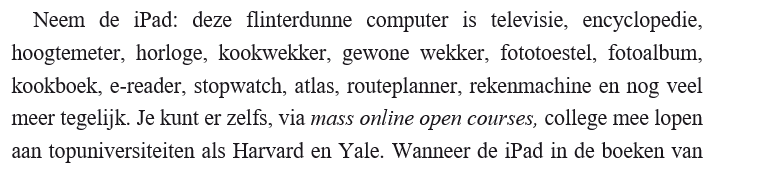 Neem de iPad: deze flinterdunne computer is televisie, encyclopedie,
hoogtemeter, horloge, kookwekker, gewone wekker, fototoestel, fotoalbum,
kookboek, e-reader, stopwatch, atlas, routeplanner, rekenmachine en nog veel
meer tegelijk. Je kunt er zelfs, via mass online open courses, college mee lopen
aan topuniversiteiten als Harvard en Yale. Wanneer de iPad in de boeken van